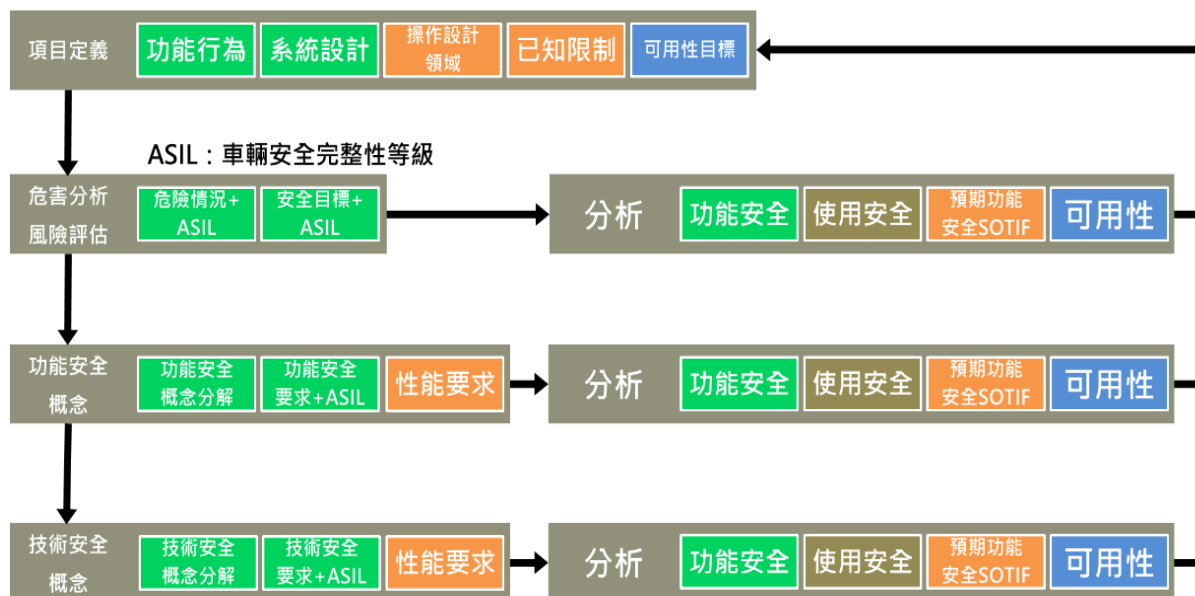 項目定義
功能行為
系統設計
操作設計
領域
已知限制
可用性目標
ASIL：車輛安全完整性等級
危害分析
風險評估
危險情況+
ASIL
安全目標+
ASIL
分析
功能安全
使用安全
預期功能
安全SOTIF
可用性
功能安全
概念
功能安全
概念分解
功能安全
要求+ASIL
性能要求
分析
功能安全
使用安全
預期功能
安全SOTIF
可用性
技術安全
概念
技術安全
概念分解
技術安全
要求+ASIL
性能要求
分析
功能安全
使用安全
預期功能
安全SOTIF
可用性